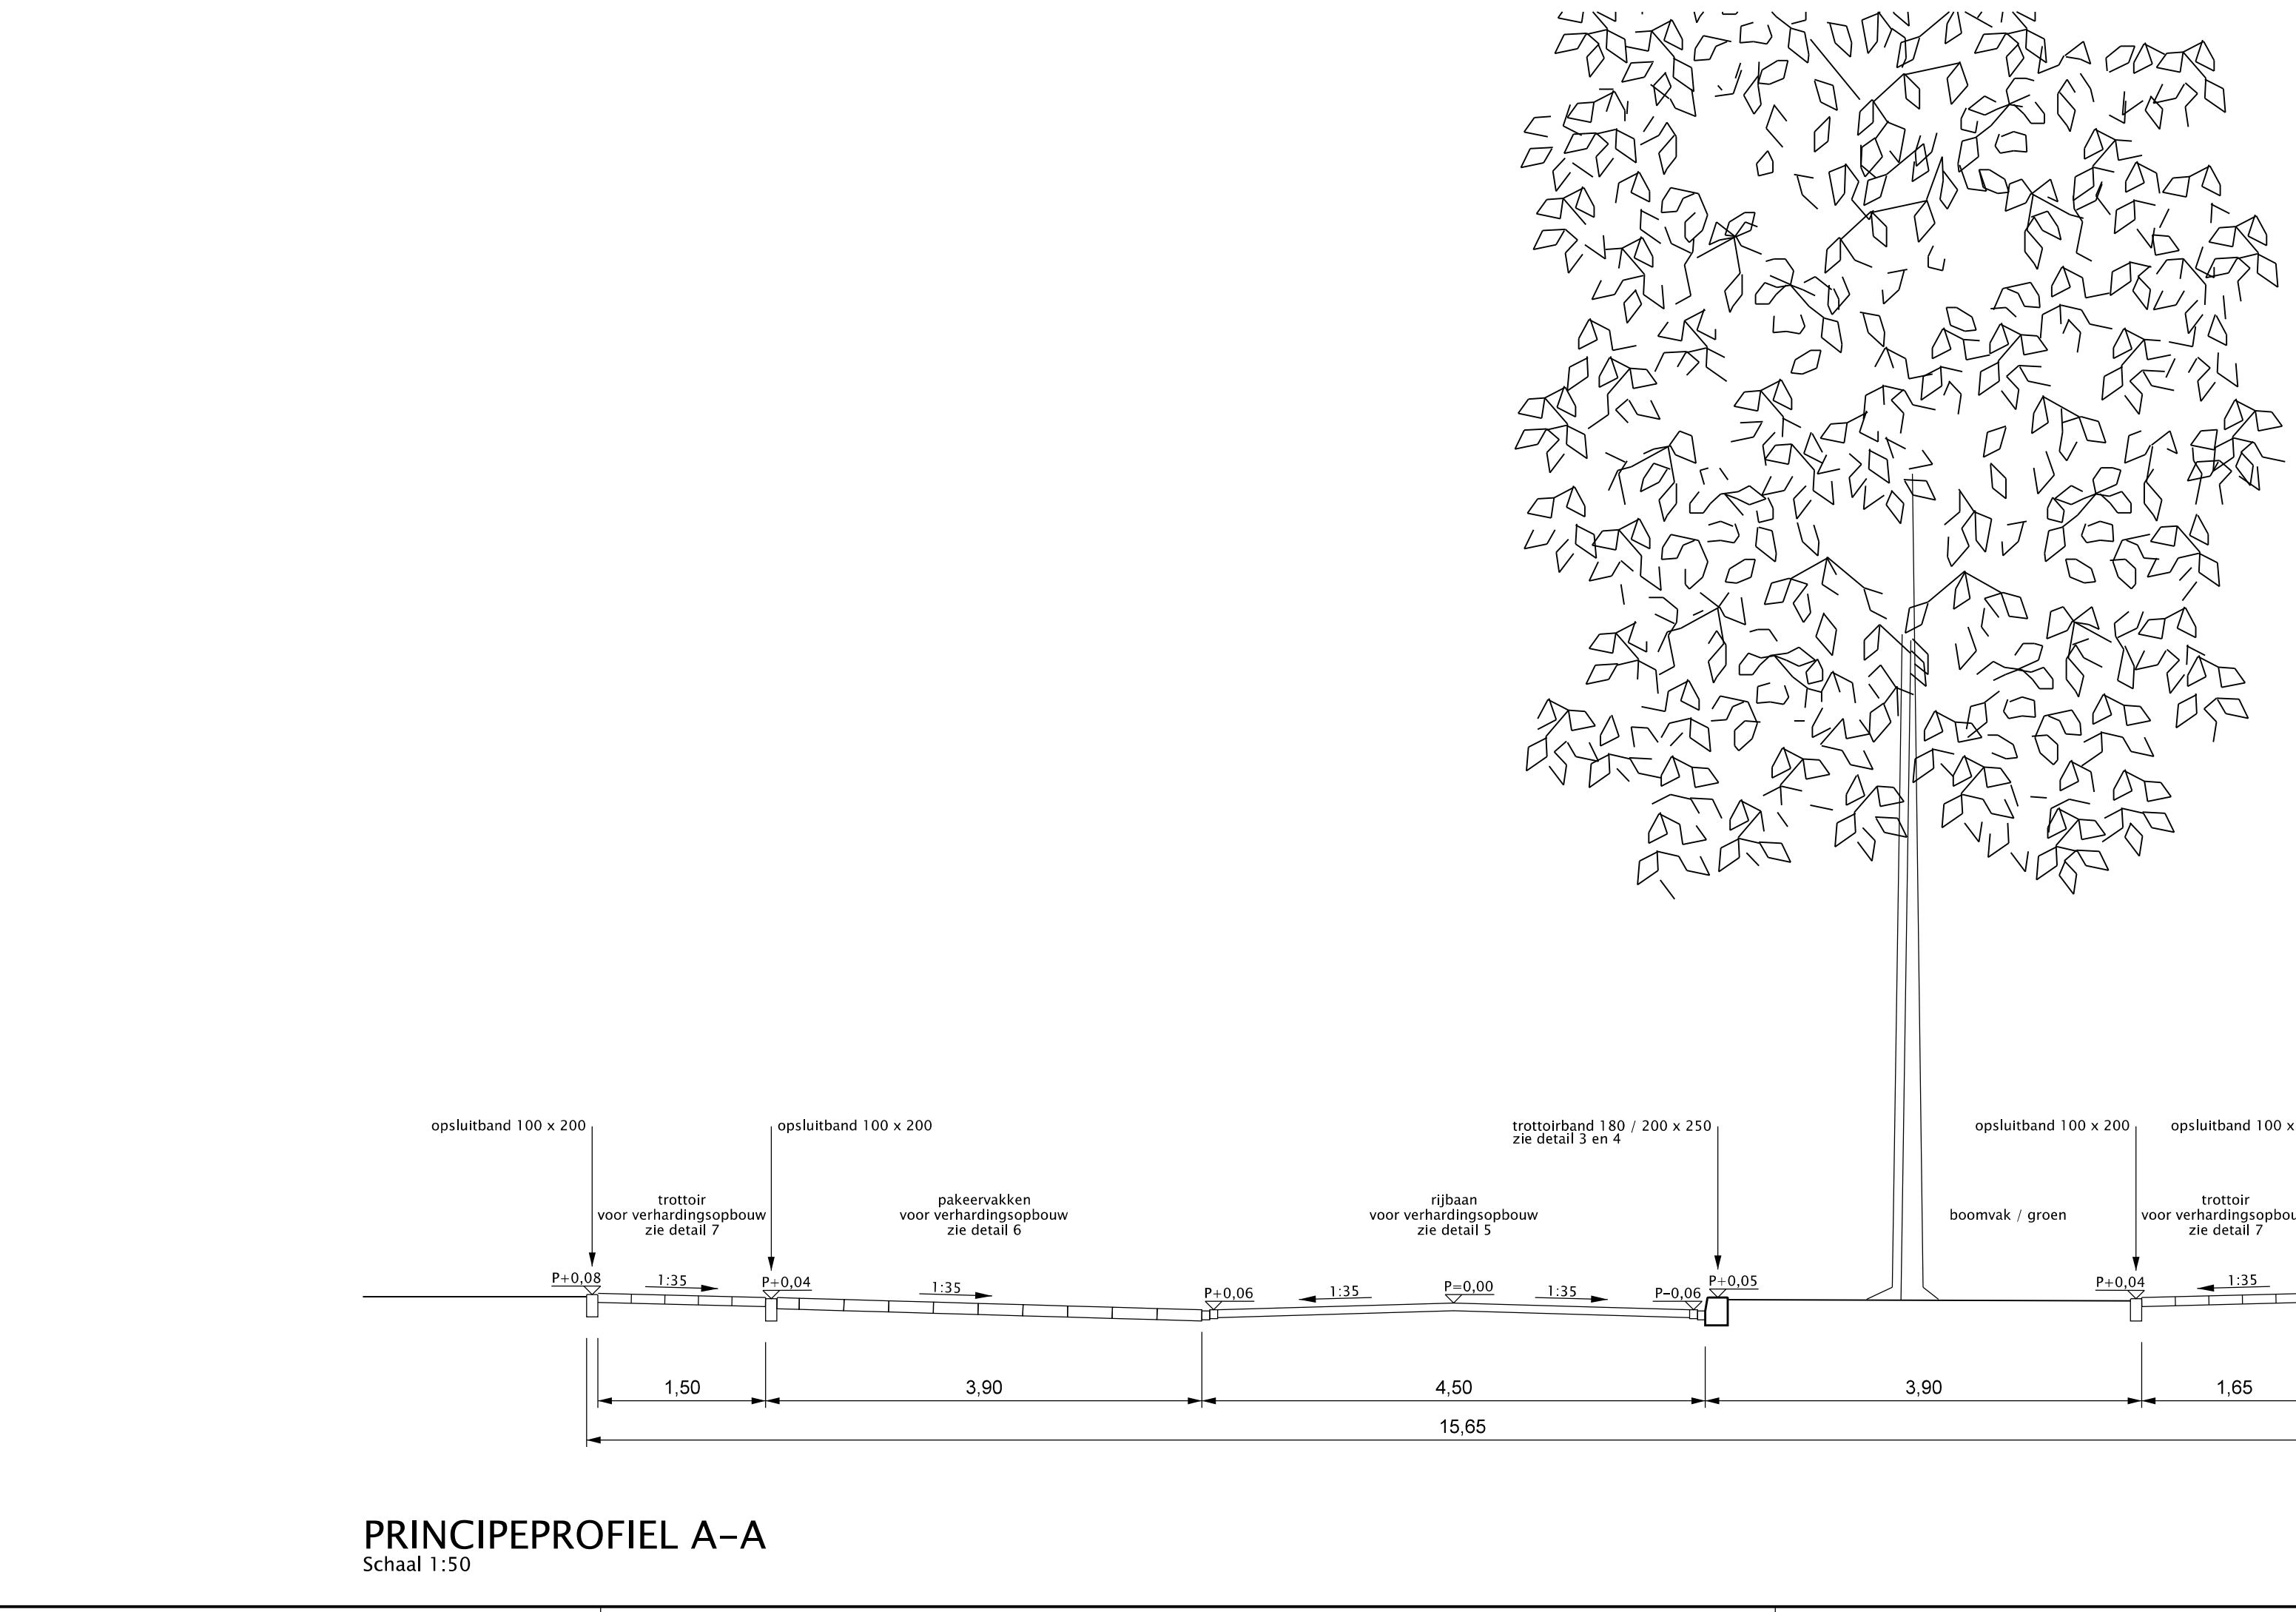 opsluitband 100 x 200
opsluitband 100 x 200
trottoirband 180 / 200 x 250
zie detail 3 en 4
opsluitband 100 x 200
opsluitband 100 x
trottoir
voor verhardingsopbouw
zie detail 7
pakeervakken
voor verhardingsopbouw
zie detail 6
rijbaan
voor verhardingsopbouw
zie detail 5
boomvak / groen
trottoir
voor verhardingsopbou
zie detail 7
P+0,08
1:35
P+0,04
1:35
P+0,06
1:35
P=0,00
1:35
P−0,06
P+0,05
P+0,04
1:35
1,50
3,90
4,50
3,90
1,65
15,65
PRINCIPEPROFIEL A−A
Schaal 1:50